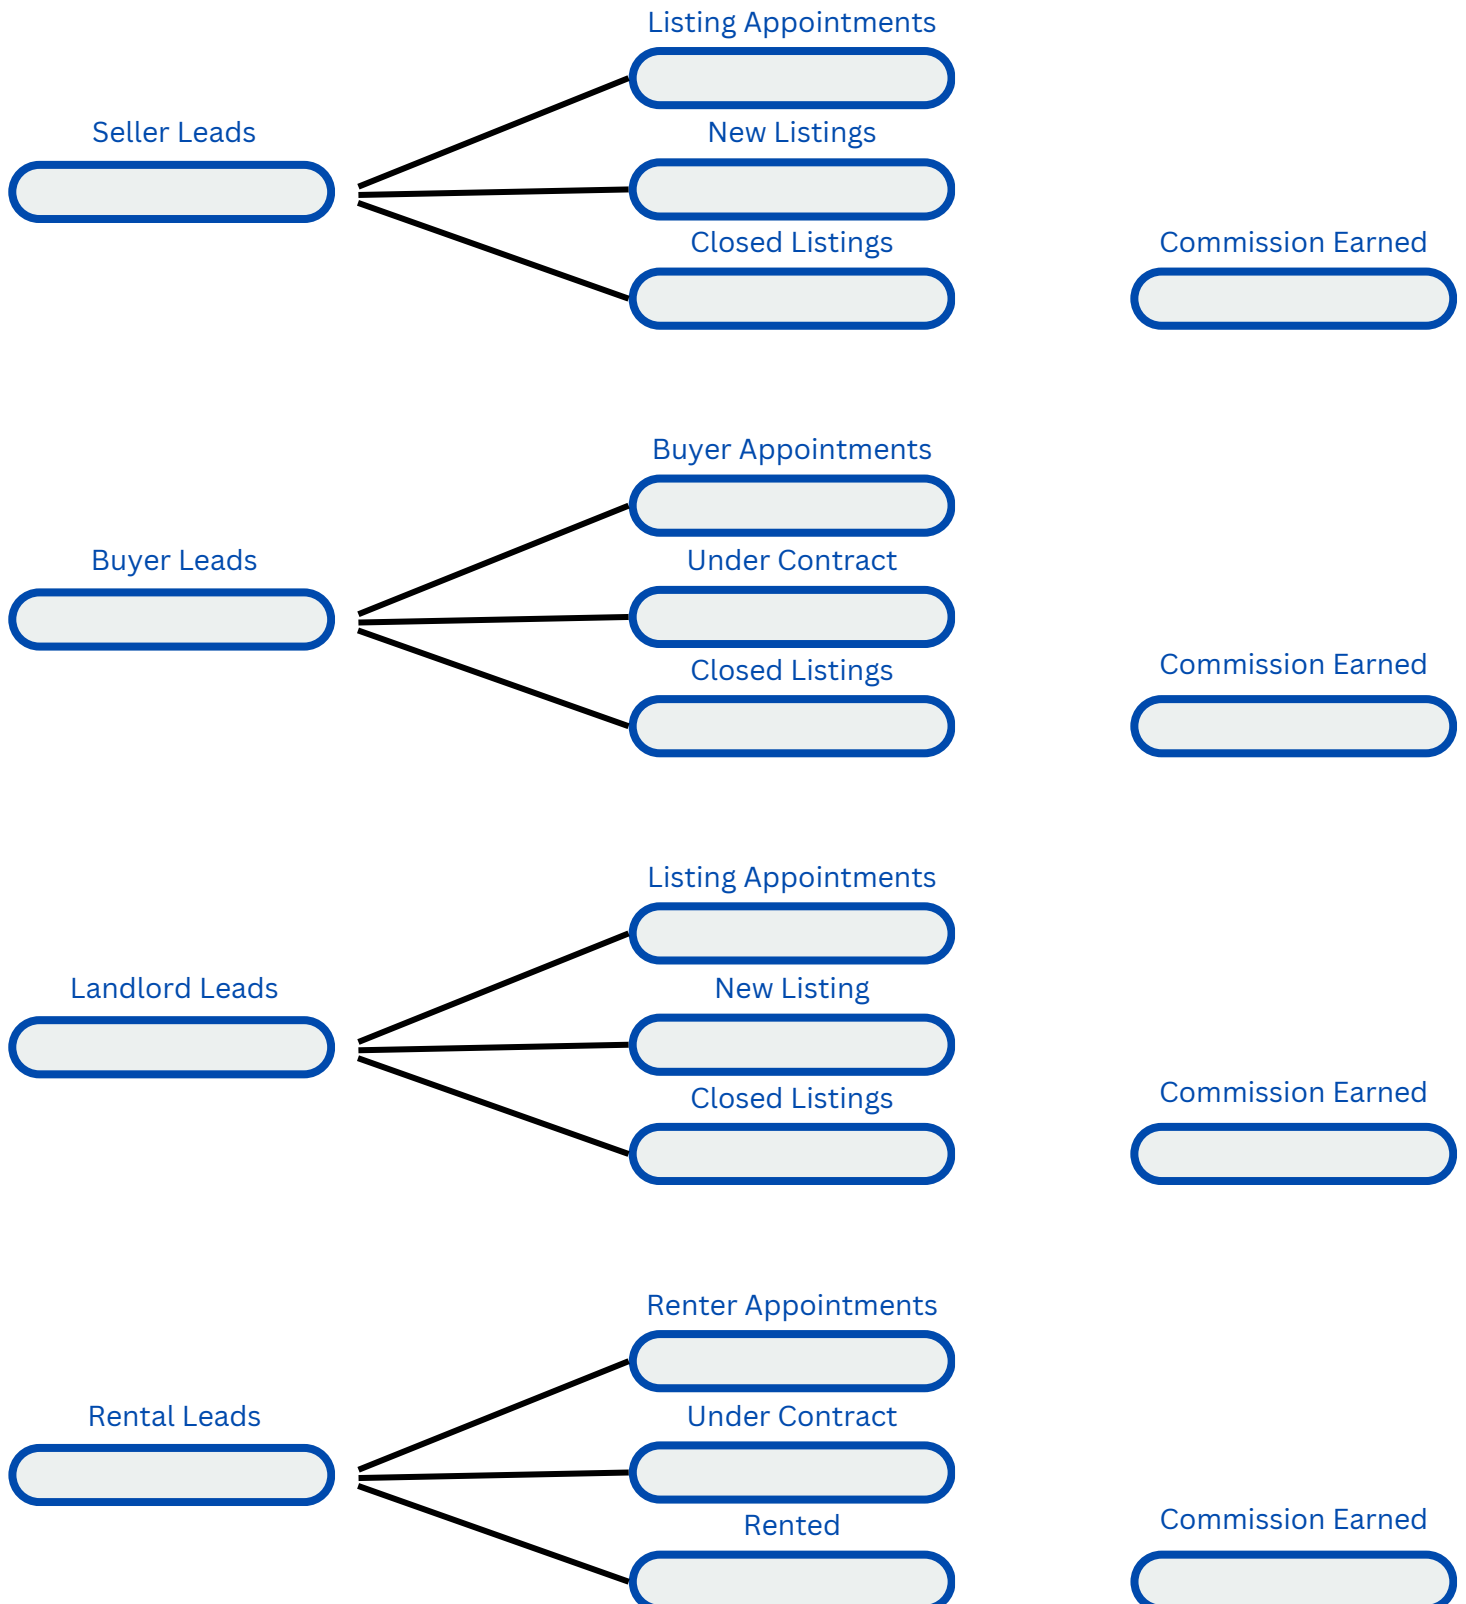 Listing Appointments
Seller Leads
New Listings
Closed Listings
Commission Earned
Buyer Appointments
Buyer Leads
Under Contract
Closed Listings
Commission Earned
Listing Appointments
Landlord Leads
New Listing
Closed Listings
Commission Earned
Renter Appointments
Rental Leads
Under Contract
Rented
Commission Earned